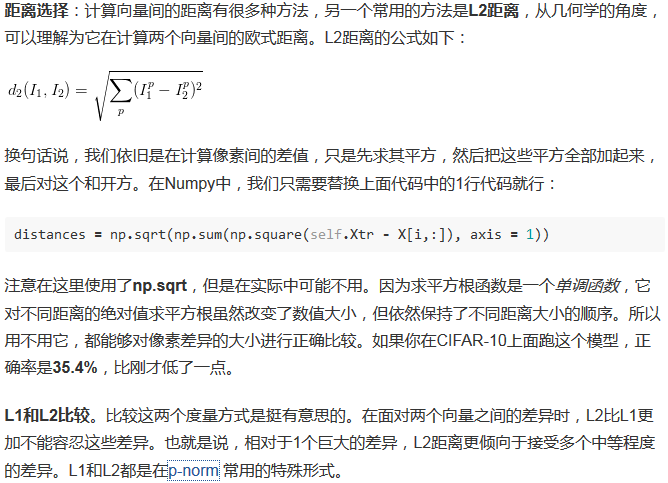 距离选择：计算向量间的距离有很多种方法，另一个常用的方法是L2距离，从几何学的角度，
可以理解为它在计算两个向量间的欧式距离。L2距离的公式如下：
d₂(I₁, I₂) = √∑ₚ(I₁ᵖ − I₂ᵖ)²
换句话说，我们依旧是在计算像素间的差值，只是先求其平方，然后把这些平方全部加起来，
最后对这个和开方。在Numpy中，我们只需要替换上面代码中的1行代码就行：
distances = np.sqrt(np.sum(np.square(self.Xtr - X[i,:]), axis = 1))
注意在这里使用了np.sqrt，但是在实际中可能不用。因为求平方根函数是一个单调函数，它
对不同距离的绝对值求平方根虽然改变了数值大小，但依然保持了不同距离大小的顺序。所以
用不用它，都能够对像素差异的大小进行正确比较。如果你在CIFAR-10上面跑这个模型，正
确率是35.4%，比刚才低了一点。
L1和L2比较。比较这两个度量方式是挺有意思的。在面对两个向量之间的差异时，L2比L1更
加不能容忍这些差异。也就是说，相对于1个巨大的差异，L2距离更倾向于接受多个中等程度
的差异。L1和L2都是在p-norm常用的特殊形式。